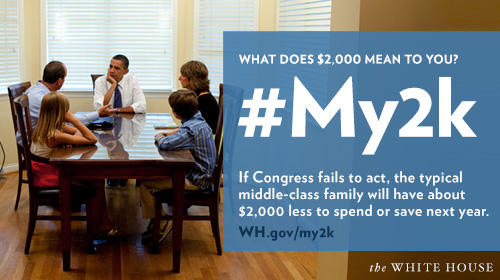 WHAT DOES $2,000 MEAN TO YOU?
#My2k
If Congress fails to act, the typical
middle-class family will have about
$2,000 less to spend or save next year.
WH.gov/my2k
the WHITE HOUSE